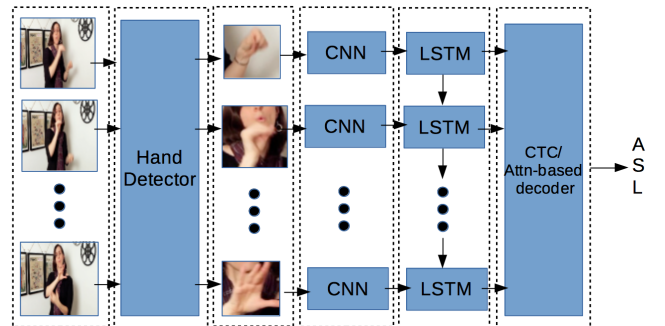 Hand
Detector
CNN
LSTM
CNN
LSTM
CNN
LSTM
CTC/
Attn-based
decoder
A
S
L